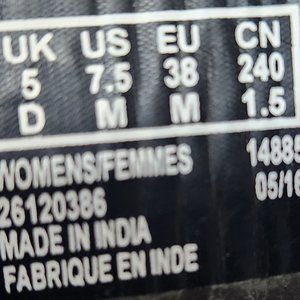 UK US EU CN
5 7.5 38 240
D M M 1.5
WOMENS/FEMMES 14885
26120386 05/16
MADE IN INDIA
FABRIQUE EN INDE